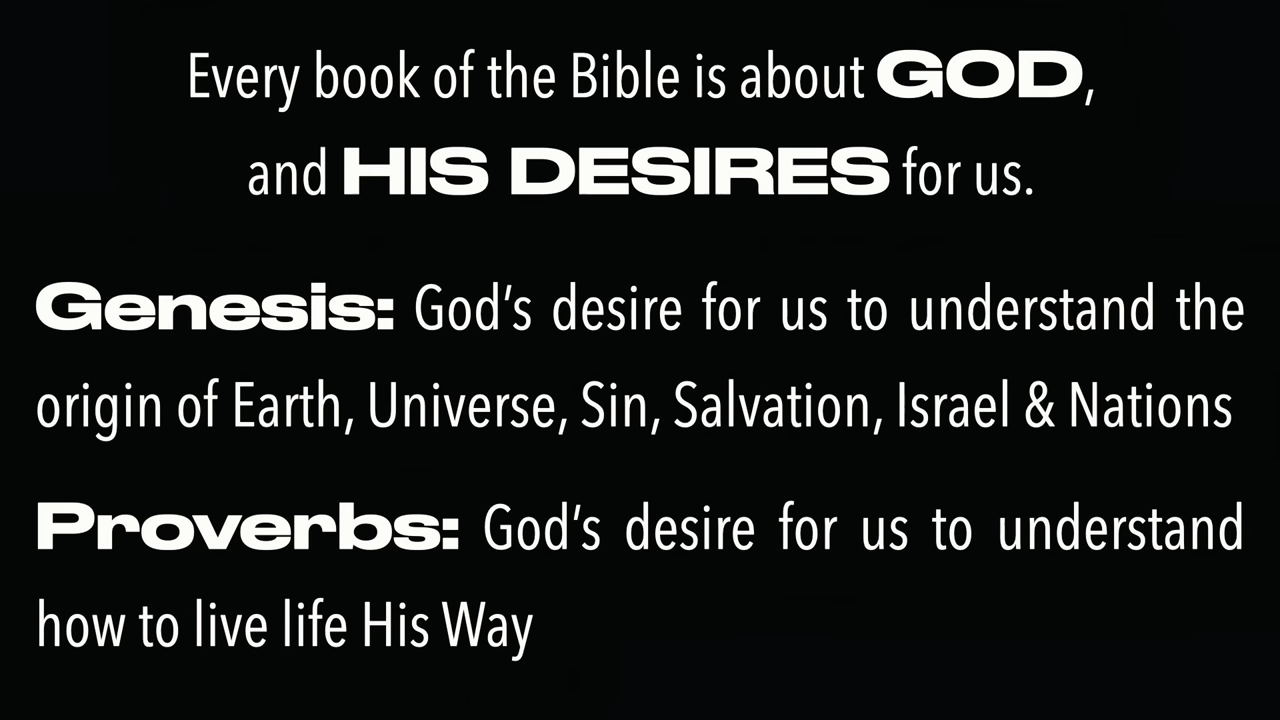 Every book of the Bible is about GOD,
and HIS DESIRES for us.
Genesis: God’s desire for us to understand the
origin of Earth, Universe, Sin, Salvation, Israel & Nations
Proverbs: God’s desire for us to understand
how to live life His Way